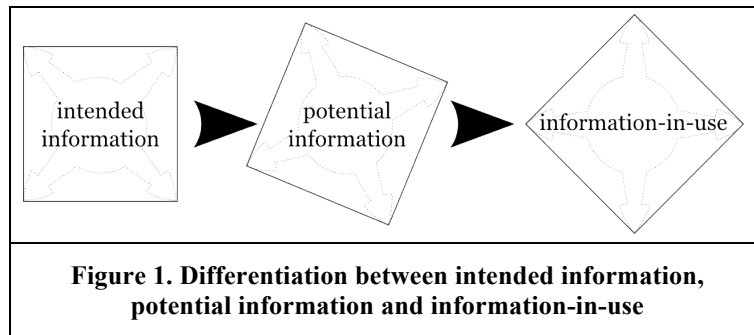 intended
information
potential
information
information-in-use
Figure 1. Differentiation between intended information,
potential information and information-in-use